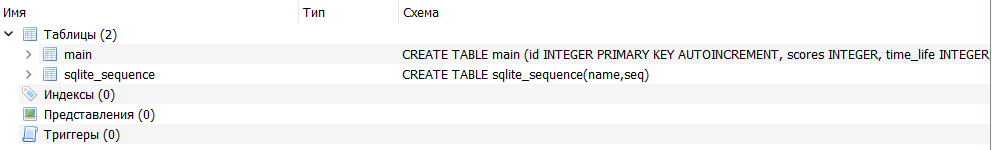 Имя Тип Схема
Таблицы (2)
main CREATE TABLE main (id INTEGER PRIMARY KEY AUTOINCREMENT, scores INTEGER, time_life INTEGER
sqlite_sequence CREATE TABLE sqlite_sequence(name,seq)
Индексы (0)
Представления (0)
Триггеры (0)